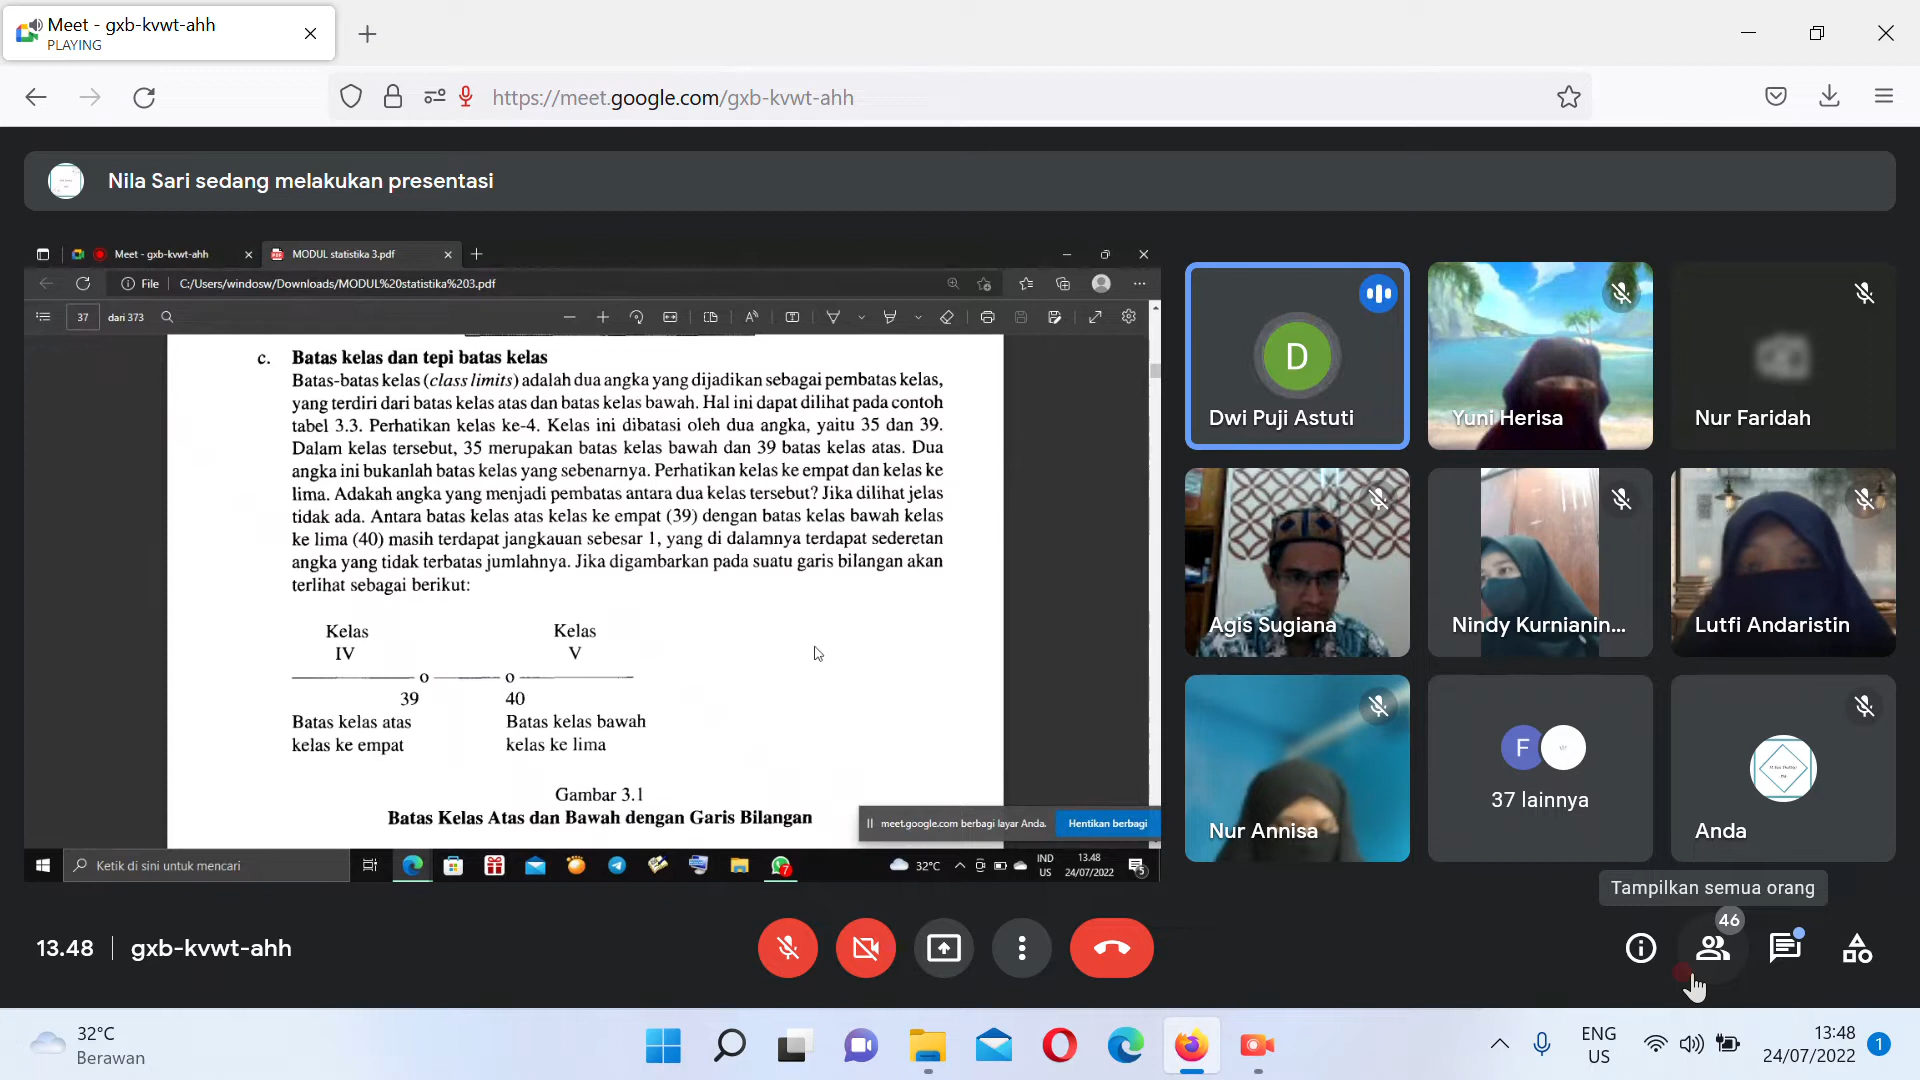 Meet - gxb-kvwt-ahh
PLAYING
https://meet.google.com/gxb-kvwt-ahh
Nila Sari sedang melakukan presentasi
Meet - gxb-kvwt-ahh
MODUL statistika 3.pdf
File
C:/Users/windosw/Downloads/MODUL%20statistika%203.pdf
37
dari 373
c. Batas kelas dan tepi batas kelas
Batas-batas kelas (class limits) adalah dua angka yang dijadikan sebagai pembatas kelas,
yang terdiri dari batas kelas atas dan batas kelas bawah. Hal ini dapat dilihat pada contoh
tabel 3.3. Perhatikan kelas ke-4. Kelas ini dibatasi oleh dua angka, yaitu 35 dan 39.
Dalam kelas tersebut, 35 merupakan batas kelas bawah dan 39 batas kelas atas. Dua
angka ini bukanlah batas kelas yang sebenarnya. Perhatikan kelas ke empat dan kelas ke
lima. Adakah angka yang menjadi pembatas antara dua kelas tersebut? Jika dilihat jelas
tidak ada. Antara batas kelas atas kelas ke empat (39) dengan batas kelas bawah kelas
ke lima (40) masih terdapat jangkauan sebesar 1, yang di dalamnya terdapat sederetan
angka yang tidak terbatas jumlahnya. Jika digambarkan pada suatu garis bilangan akan
terlihat sebagai berikut:
Kelas Kelas
IV V
o o
39 40
Batas kelas atas Batas kelas bawah
kelas ke empat kelas ke lima
Gambar 3.1
Batas Kelas Atas dan Bawah dengan Garis Bilangan
meet.google.com berbagi layar Anda.
Hentikan berbagi
Ketik di sini untuk mencari
7
32°C
IND
US
13.48
24/07/2022
5
D
Dwi Puji Astuti
Yuni Herisa
Nur Faridah
Agis Sugiana
Nindy Kurnianin...
Lutfi Andaristin
Nur Annisa
F
37 lainnya
Anda
Tampilkan semua orang
46
13.48
gxb-kvwt-ahh
32°C
Berawan
ENG
US
13:48
24/07/2022
1